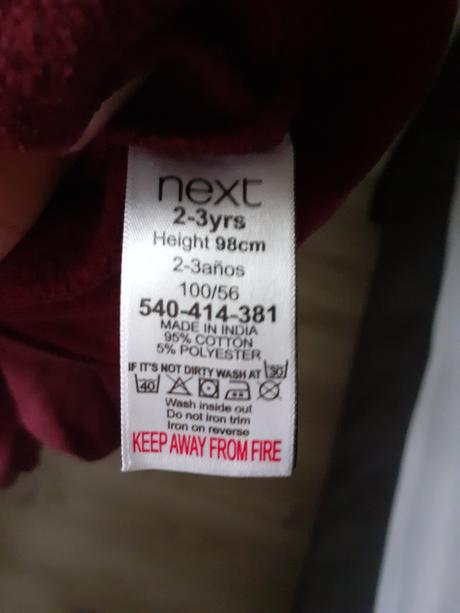 next
2-3yrs
Height 98cm
2-3años
100/56
540-414-381
MADE IN INDIA
95% COTTON
5% POLYESTER
IF IT'S NOT DIRTY WASH AT 30
40
Wash inside out
Do not iron trim
Iron on reverse
KEEP AWAY FROM FIRE